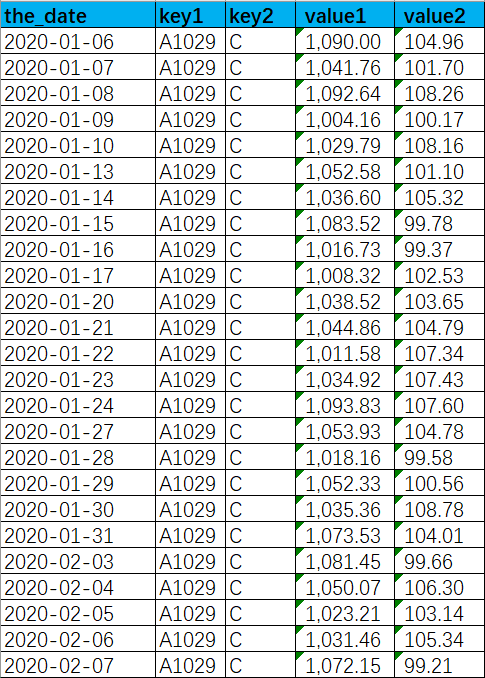 the_date key1 key2 value1 value2
2020-01-06 A1029 C 1,090.00 104.96
2020-01-07 A1029 C 1,041.76 101.70
2020-01-08 A1029 C 1,092.64 108.26
2020-01-09 A1029 C 1,004.16 100.17
2020-01-10 A1029 C 1,029.79 108.16
2020-01-13 A1029 C 1,052.58 101.10
2020-01-14 A1029 C 1,036.60 105.32
2020-01-15 A1029 C 1,083.52 99.78
2020-01-16 A1029 C 1,016.73 99.37
2020-01-17 A1029 C 1,008.32 102.53
2020-01-20 A1029 C 1,038.52 103.65
2020-01-21 A1029 C 1,044.86 104.79
2020-01-22 A1029 C 1,011.58 107.34
2020-01-23 A1029 C 1,034.92 107.43
2020-01-24 A1029 C 1,093.83 107.60
2020-01-27 A1029 C 1,053.93 104.78
2020-01-28 A1029 C 1,018.16 99.58
2020-01-29 A1029 C 1,052.33 100.56
2020-01-30 A1029 C 1,035.36 108.78
2020-01-31 A1029 C 1,073.53 104.01
2020-02-03 A1029 C 1,081.45 99.66
2020-02-04 A1029 C 1,050.07 106.30
2020-02-05 A1029 C 1,023.21 103.14
2020-02-06 A1029 C 1,031.46 105.34
2020-02-07 A1029 C 1,072.15 99.21